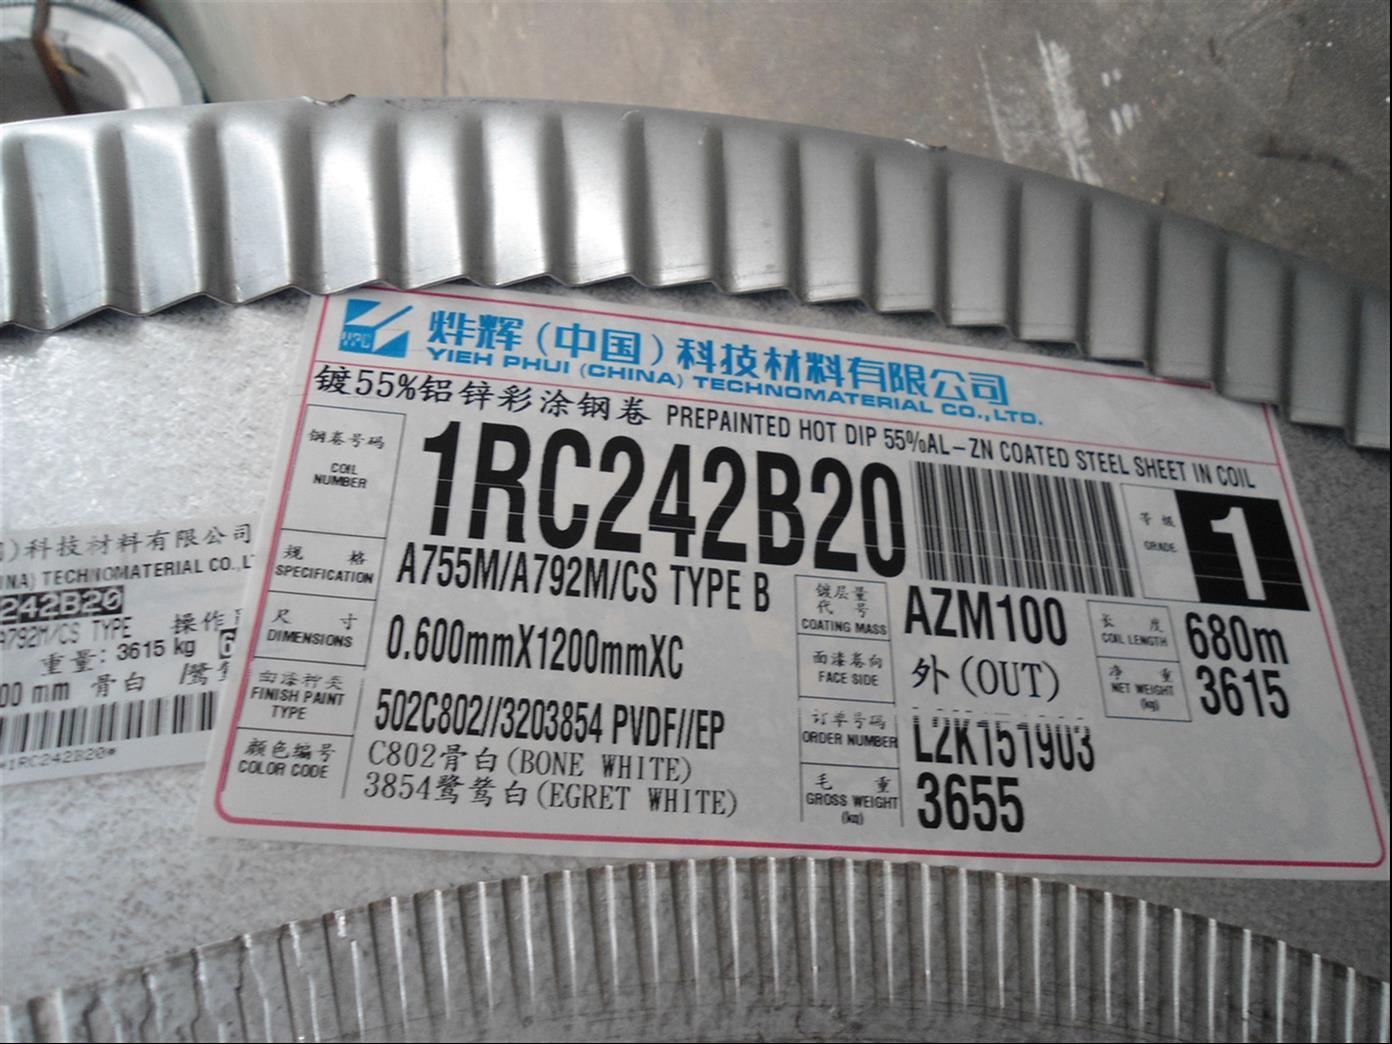 烨辉（中国）科技材料有限公司
YIEH PHUI (CHINA) TECHNOMATERIAL CO.,LTD.
镀55%铝锌彩涂钢卷 PREPAINTED HOT DIP 55%AL-ZN COATED STEEL SHEET IN COIL
钢卷号码
COIL NUMBER
1RC242B20
等级
GRADE
1
规格
SPECIFICATION
A755M/A792M/CS TYPE B
镀层量代号
COATING MASS
AZM100
长度
COIL LENGTH
680m
尺寸
DIMENSIONS
0.600mmX1200mmXC
面漆卷向
FACE SIDE
外(OUT)
净重
NET WEIGHT
(kg)
3615
FINISH PAINT TYPE
502C802//3203854 PVDF//EP
订单号码
ORDER NUMBER
L2K151903
颜色编号
COLOR CODE
C802骨白(BONE WHITE)
3854鹭鸶白(EGRET WHITE)
毛重
GROSS WEIGHT
(kg)
3655
)科技材料有限公司
NA) TECHNOMATERIAL CO.,L
242B20
A792M/CS TYPE 操作
重量: 3615 kg
00 mm 骨白
1RC242B20*